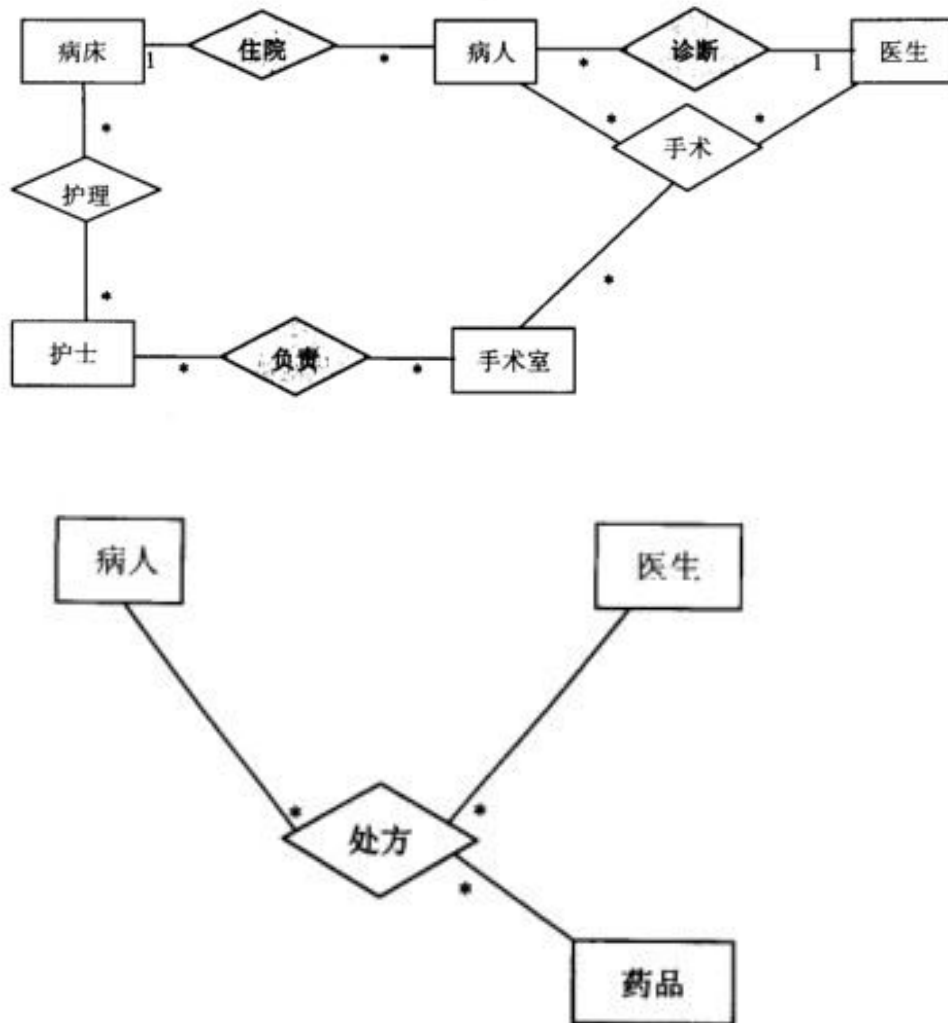 病床 1 住院 * 病人 * 诊断 1 医生
* * 手术 *
*
护理
*
*
护士 * 负责 * 手术室
病人 医生
* *
处方
*
药品